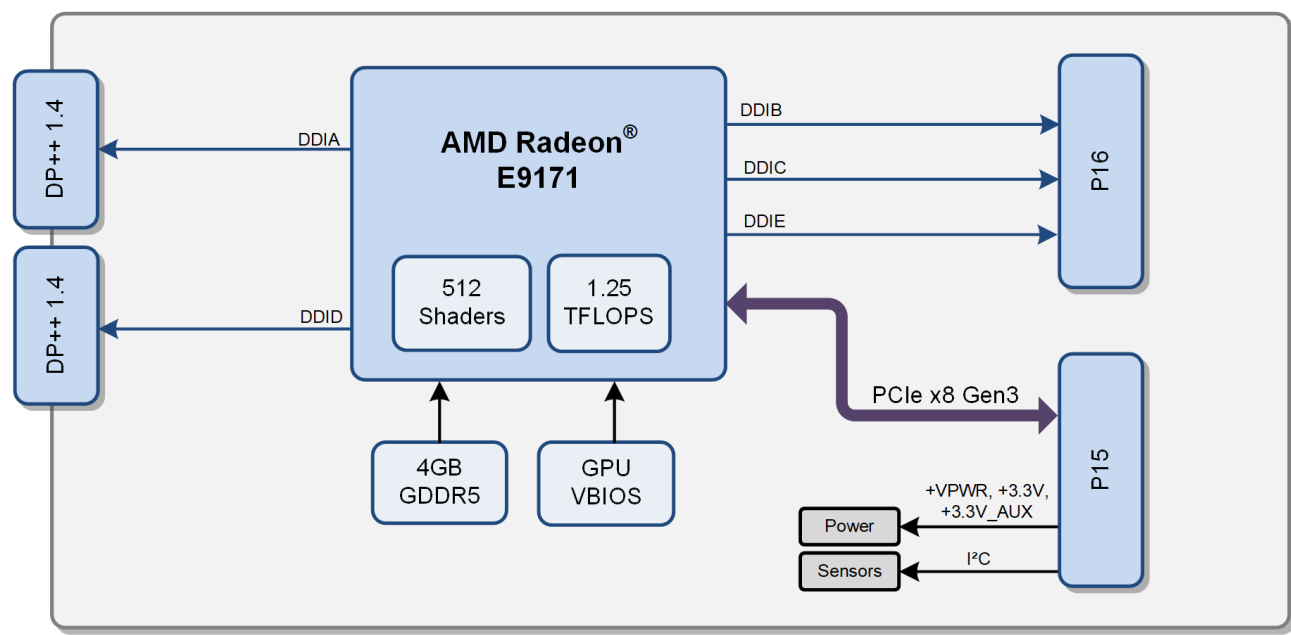 DP++ 1.4
DDIA
AMD Radeon®
E9171
DDIB
DDIC
DDIE
P16
DP++ 1.4
DDID
512
Shaders
1.25
TFLOPS
PCIe x8 Gen3
4GB
GDDR5
GPU
VBIOS
P15
+VPWR, +3.3V,
+3.3V_AUX
Power
I²C
Sensors